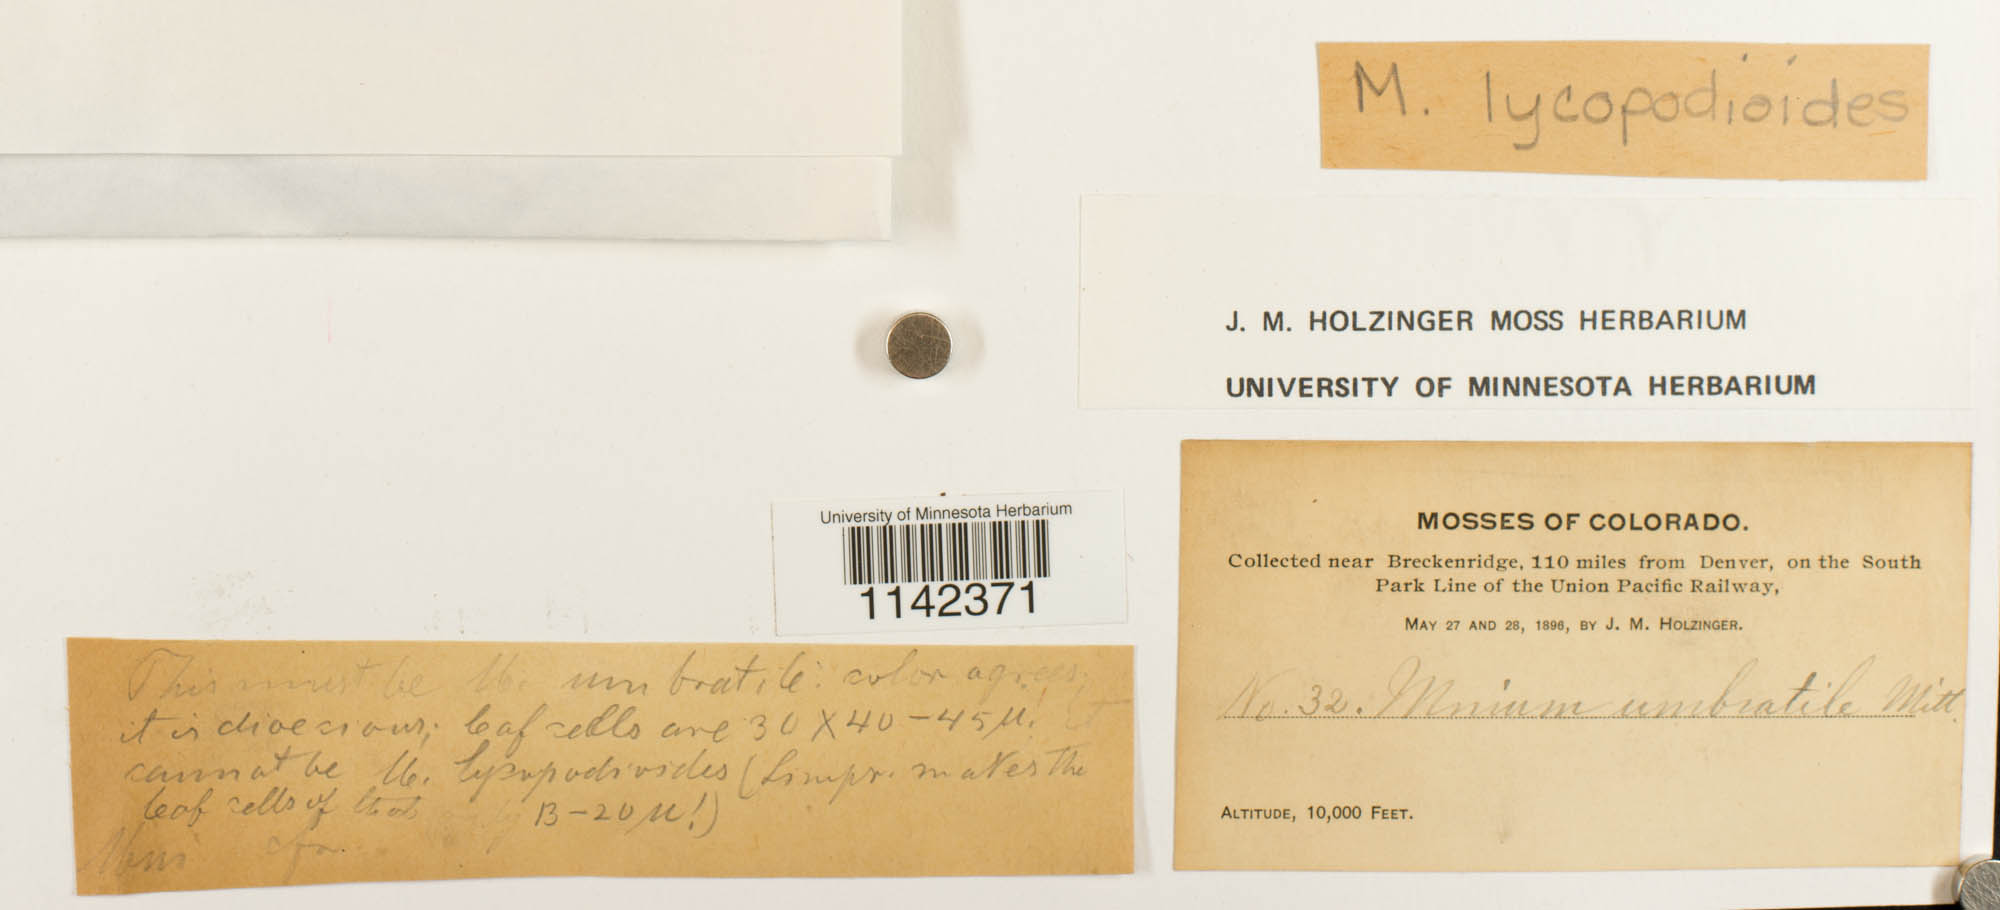 M. lycopodioides
J. M. HOLZINGER MOSS HERBARIUM
UNIVERSITY OF MINNESOTA HERBARIUM
University of Minnesota Herbarium
1142371
MOSSES OF COLORADO.
Collected near Breckenridge, 110 miles from Denver, on the South
Park Line of the Union Pacific Railway,
MAY 27 AND 28, 1896, BY J. M. HOLZINGER.
No. 32. Mnium umbratile Mitt.
ALTITUDE, 10,000 FEET.
This must be M. umbratile: color agrees;
it is dioecious; leaf cells are 30 X 40-45µ! It
cannot be M. lycopodioides (Limpr. makes the
leaf cells of that 13-20µ!)